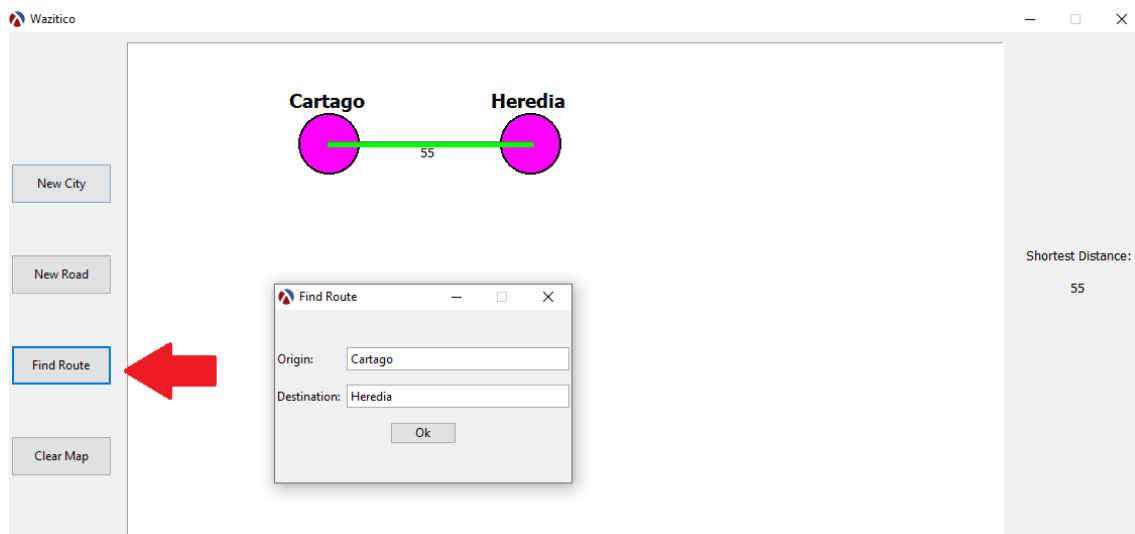 Wazitico
Cartago
Heredia
55
New City
New Road
Find Route
Clear Map
Find Route
Origin: Cartago
Destination: Heredia
Ok
Shortest Distance:
55